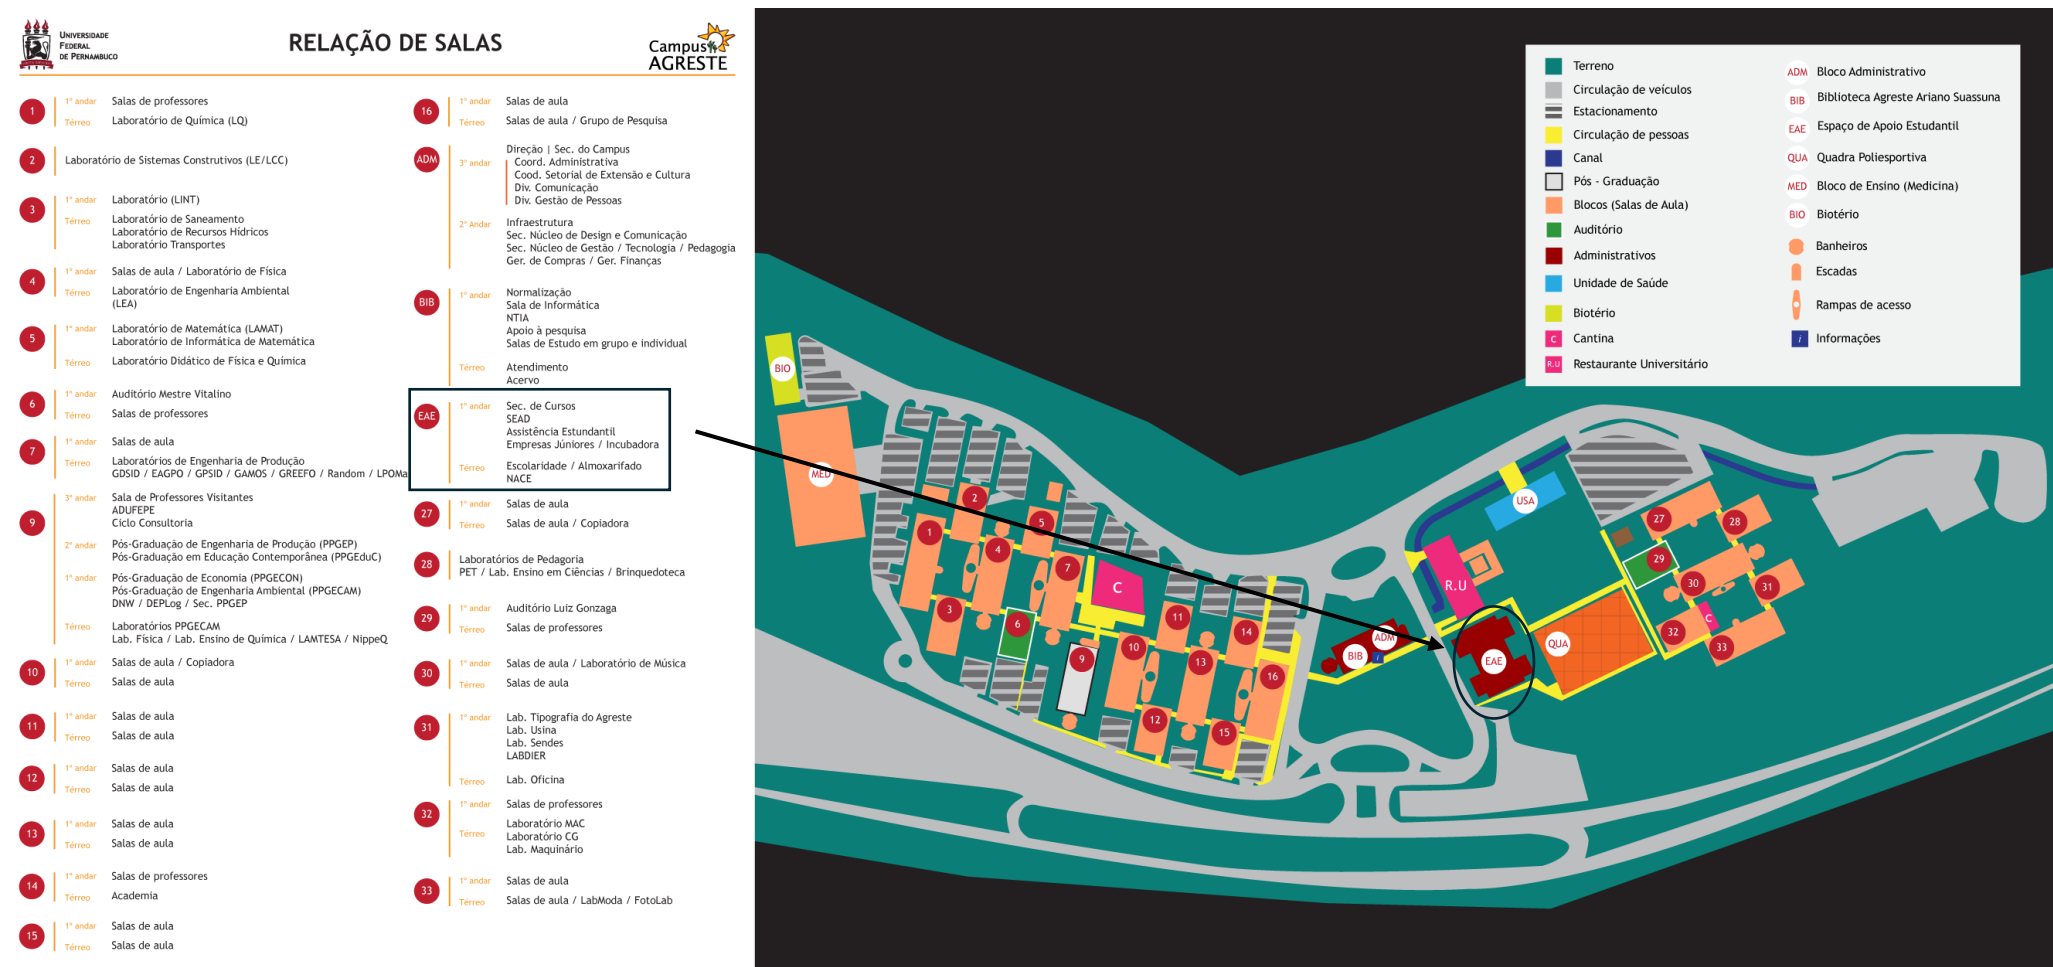 UNIVERSIDADE
FEDERAL
DE PERNAMBUCO
RELAÇÃO DE SALAS
Campus
AGRESTE
1
1º andar Salas de professores
Térreo Laboratório de Química (LQ)
2
Laboratório de Sistemas Construtivos (LE/LCC)
3
1º andar Laboratório (LINT)
Térreo Laboratório de Saneamento
Laboratório de Recursos Hídricos
Laboratório Transportes
4
1º andar Salas de aula / Laboratório de Física
Térreo Laboratório de Engenharia Ambiental
(LEA)
5
1º andar Laboratório de Matemática (LAMAT)
Laboratório de Informática de Matemática
Térreo Laboratório Didático de Física e Química
6
1º andar Auditório Mestre Vitalino
Térreo Salas de professores
7
1º andar Salas de aula
Térreo Laboratórios de Engenharia de Produção
GDSID / EAGPO / GPSID / GAMOS / GREEFO / Random / LPOMa
9
3º andar Sala de Professores Visitantes
ADUFEPE
Ciclo Consultoria
2º andar Pós-Graduação de Engenharia de Produção (PPGEP)
Pós-Graduação em Educação Contemporânea (PPGEduC)
1º andar Pós-Graduação de Economia (PPGECON)
Pós-Graduação de Engenharia Ambiental (PPGECAM)
DNW / DEPLog / Sec. PPGEP
Térreo Laboratórios PPGECAM
Lab. Física / Lab. Ensino de Química / LAMTESA / NippeQ
10
1º andar Salas de aula / Copiadora
Térreo Salas de aula
11
1º andar Salas de aula
Térreo Salas de aula
12
1º andar Salas de aula
Térreo Salas de aula
13
1º andar Salas de aula
Térreo Salas de aula
14
1º andar Salas de professores
Térreo Academia
15
1º andar Salas de aula
Térreo Salas de aula
16
1º andar Salas de aula
Térreo Salas de aula / Grupo de Pesquisa
ADM
3º andar Direção | Sec. do Campus
Coord. Administrativa
Cood. Setorial de Extensão e Cultura
Div. Comunicação
Div. Gestão de Pessoas
2º Andar Infraestrutura
Sec. Núcleo de Design e Comunicação
Sec. Núcleo de Gestão / Tecnologia / Pedagogia
Ger. de Compras / Ger. Finanças
BIB
1º andar Normalização
Sala de Informática
NTIA
Apoio à pesquisa
Salas de Estudo em grupo e individual
Térreo Atendimento
Acervo
EAE
1º andar Sec. de Cursos
SEAD
Assistência Estundantil
Empresas Júniores / Incubadora
Térreo Escolaridade / Almoxarifado
NACE
27
1º andar Salas de aula
Térreo Salas de aula / Copiadora
28
Laboratórios de Pedagoria
PET / Lab. Ensino em Ciências / Brinquedoteca
29
1º andar Auditório Luiz Gonzaga
Térreo Salas de professores
30
1º andar Salas de aula / Laboratório de Música
Térreo Salas de aula
31
1º andar Lab. Tipografia do Agreste
Lab. Usina
Lab. Sendes
LABDIER
Térreo Lab. Oficina
32
1º andar Salas de professores
Térreo Laboratório MAC
Laboratório CG
Lab. Maquinário
33
1º andar Salas de aula
Térreo Salas de aula / LabModa / FotoLab
Terreno
Circulação de veículos
Estacionamento
Circulação de pessoas
Canal
Pós - Graduação
Blocos (Salas de Aula)
Auditório
Administrativos
Unidade de Saúde
Biotério
C Cantina
R.U Restaurante Universitário
ADM Bloco Administrativo
BIB Biblioteca Agreste Ariano Suassuna
EAE Espaço de Apoio Estudantil
QUA Quadra Poliesportiva
MED Bloco de Ensino (Medicina)
BIO Biotério
Banheiros
Escadas
Rampas de acesso
i Informações
BIO
MED
1
2
5
4
7
3
6
C
9
10
11
14
13
16
12
15
BIB
ADM
i
USA
R.U
EAE
QUA
27
28
29
30
31
32
C
33